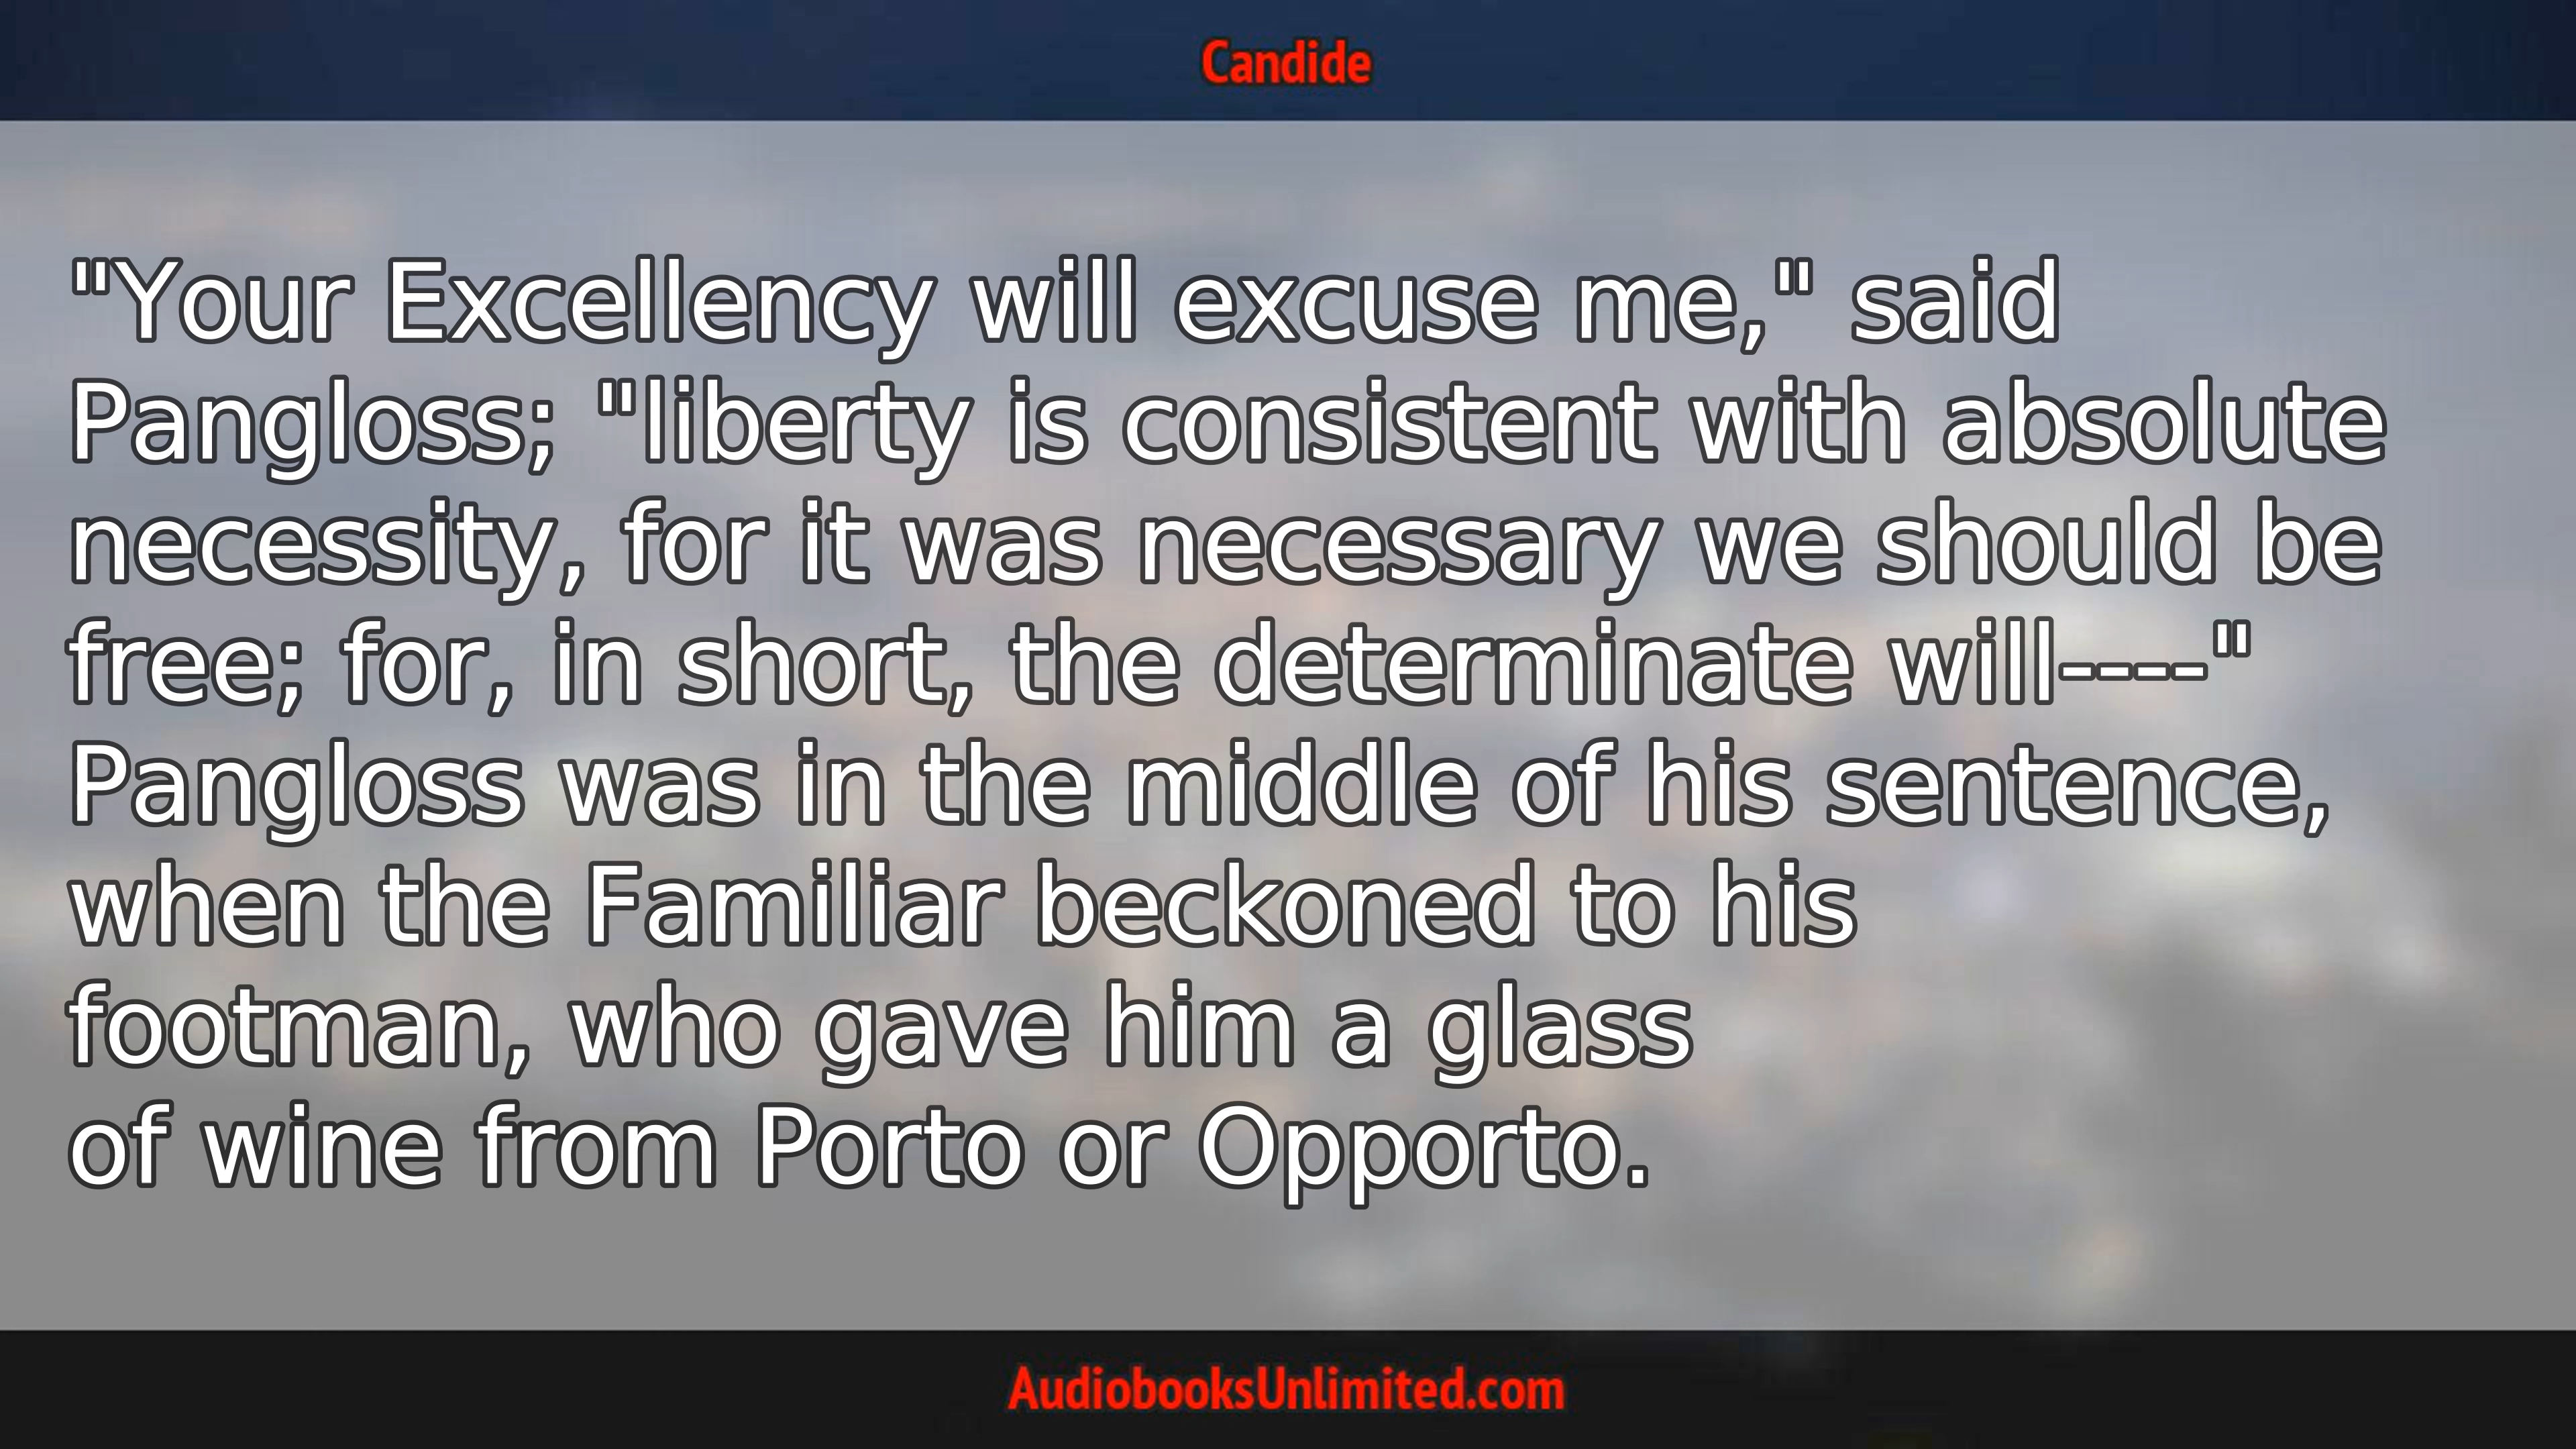 Candide
"Your Excellency will excuse me," said
Pangloss; "liberty is consistent with absolute
necessity, for it was necessary we should be
free; for, in short, the determinate will----"
Pangloss was in the middle of his sentence,
when the Familiar beckoned to his
footman, who gave him a glass
of wine from Porto or Opporto.
AudiobooksUnlimited.com